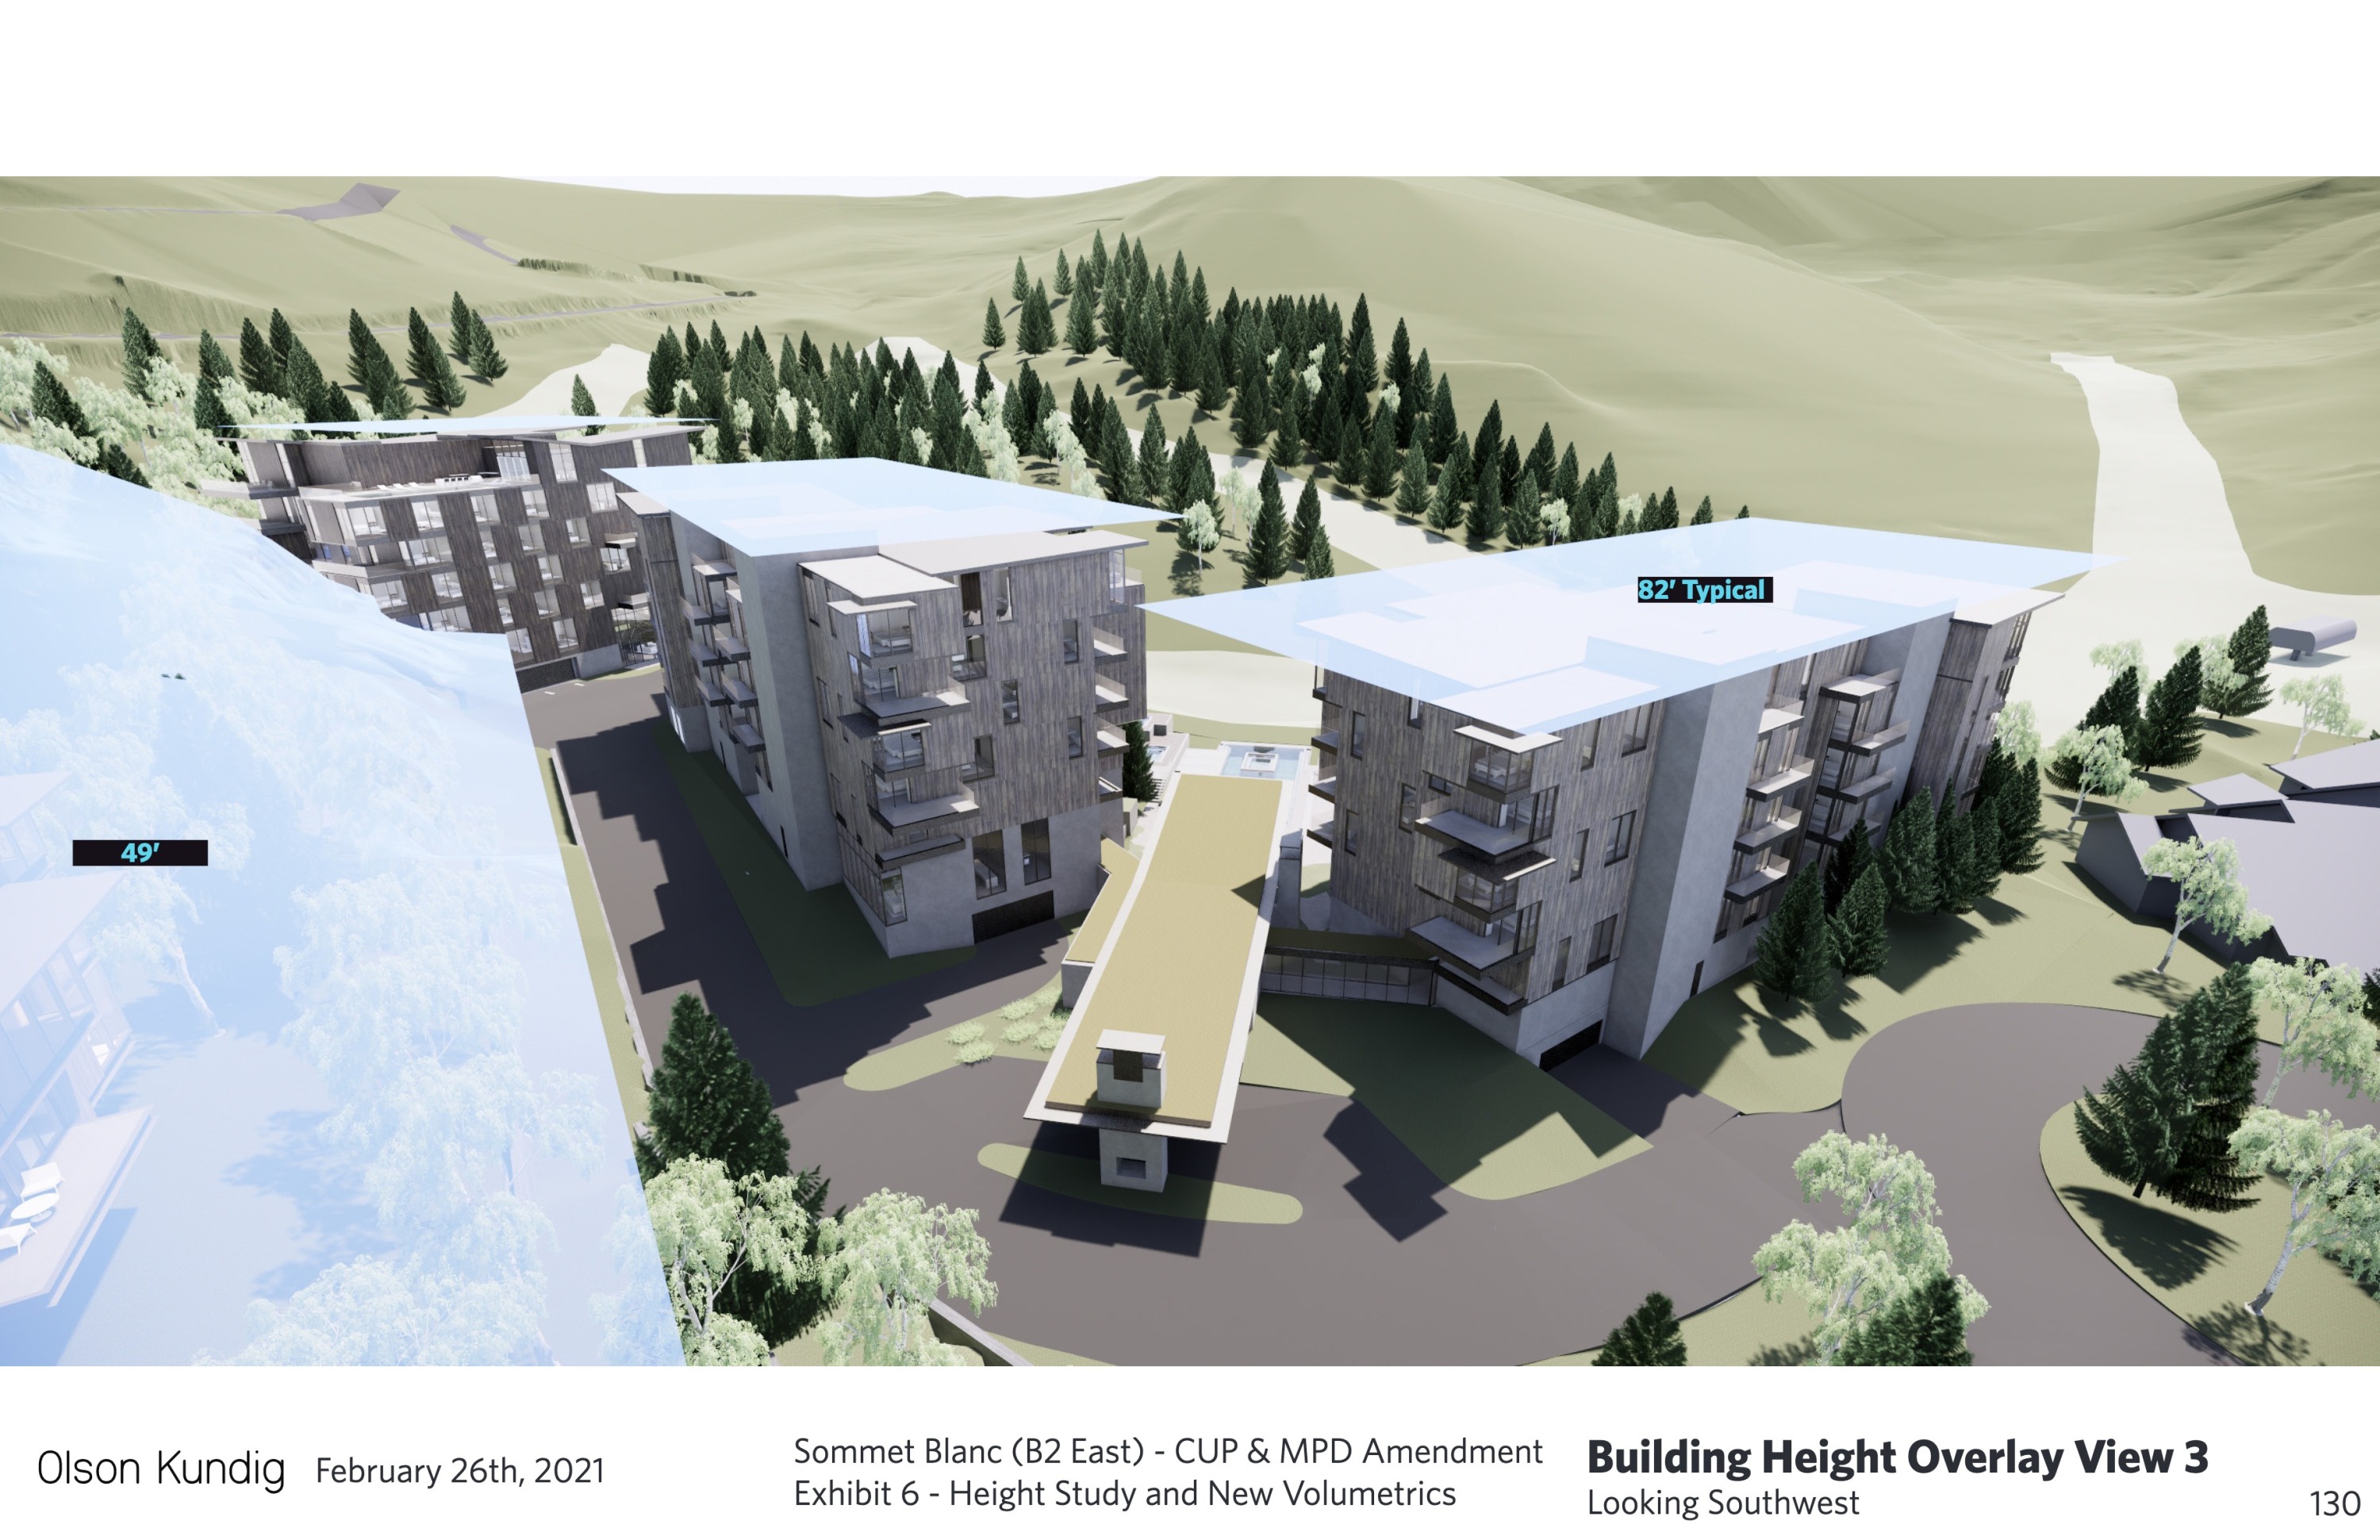 82' Typical
49'
Olson Kundig
February 26th, 2021
Sommet Blanc (B2 East) - CUP & MPD Amendment
Exhibit 6 - Height Study and New Volumetrics
Building Height Overlay View 3
Looking Southwest
130